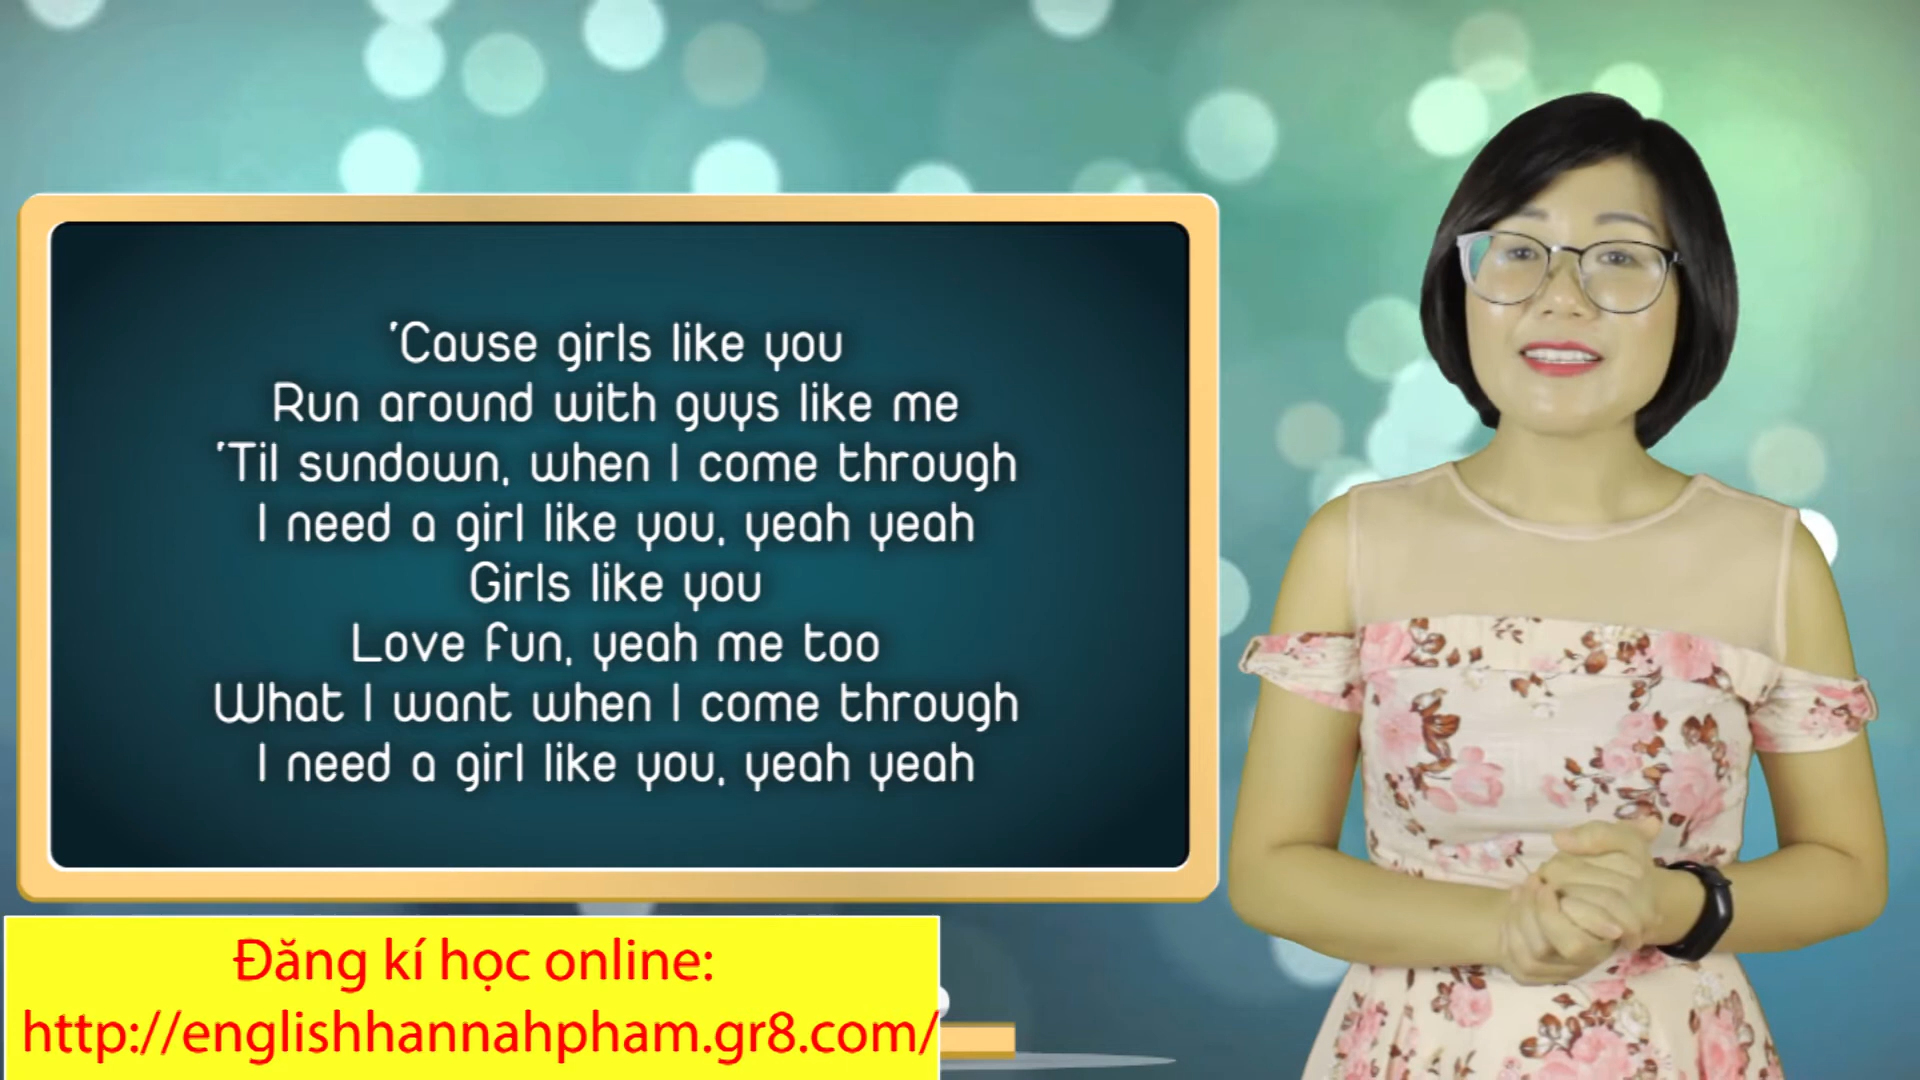 'Cause girls like you
Run around with guys like me
'Til sundown, when I come through
I need a girl like you, yeah yeah
Girls like you
Love fun, yeah me too
What I want when I come through
I need a girl like you, yeah yeah
Đăng kí học online:
http://englishhannahpham.gr8.com/